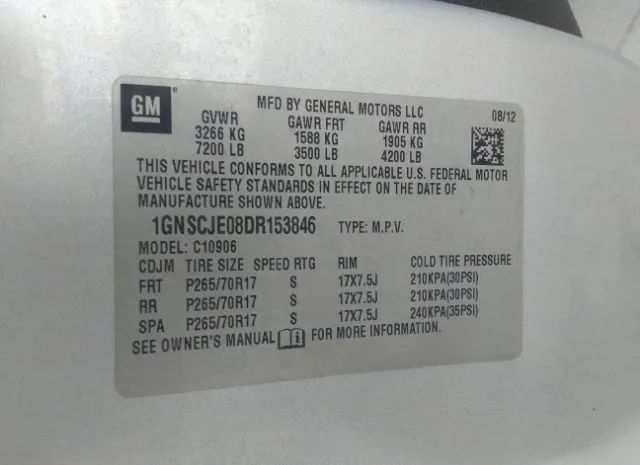 GM
MFD BY GENERAL MOTORS LLC
08/12
GVWR GAWR FRT GAWR RR
3266 KG 1588 KG 1905 KG
7200 LB 3500 LB 4200 LB
THIS VEHICLE CONFORMS TO ALL APPLICABLE U.S. FEDERAL MOTOR
VEHICLE SAFETY STANDARDS IN EFFECT ON THE DATE OF
MANUFACTURE SHOWN ABOVE.
1GNSCJE08DR153846 TYPE: M.P.V.
MODEL: C10906
CDJM TIRE SIZE SPEED RTG RIM COLD TIRE PRESSURE
FRT P265/70R17 S 17X7.5J 210KPA(30PSI)
RR P265/70R17 S 17X7.5J 210KPA(30PSI)
SPA P265/70R17 S 17X7.5J 240KPA(35PSI)
SEE OWNER'S MANUAL FOR MORE INFORMATION.